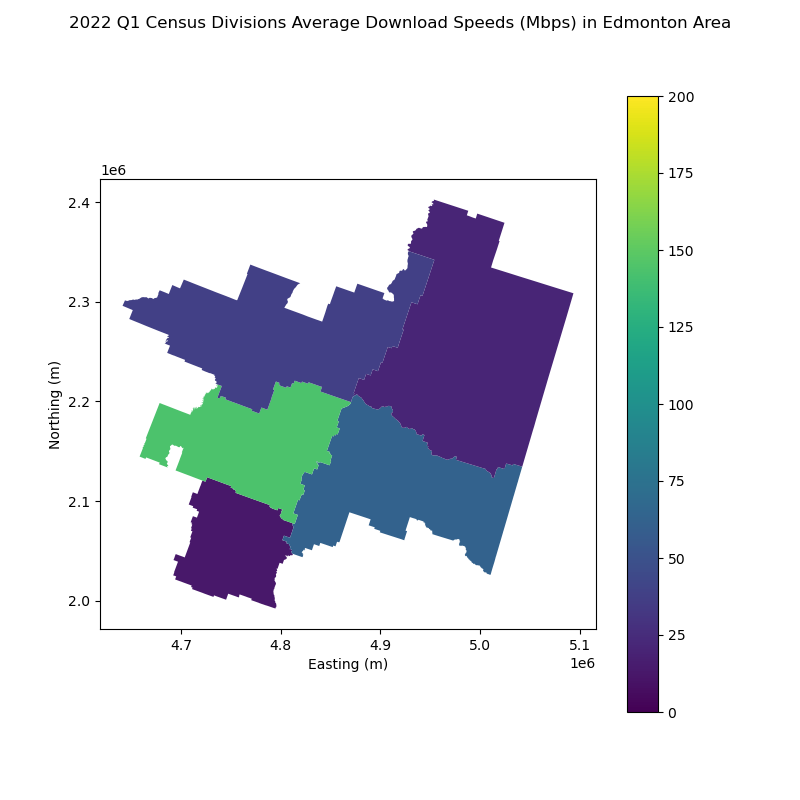 2022 Q1 Census Divisions Average Download Speeds (Mbps) in Edmonton Area
1e6
2.4
2.3
2.2
2.1
2.0
Northing (m)
4.7 4.8 4.9 5.0 5.1
Easting (m)
1e6
200
175
150
125
100
75
50
25
0